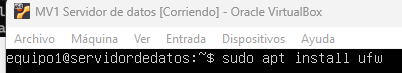 MV1 Servidor de datos [Corriendo] - Oracle VirtualBox
Archivo Máquina Ver Entrada Dispositivos Ayuda
equipo1@servidordedatos:~$ sudo apt install ufw